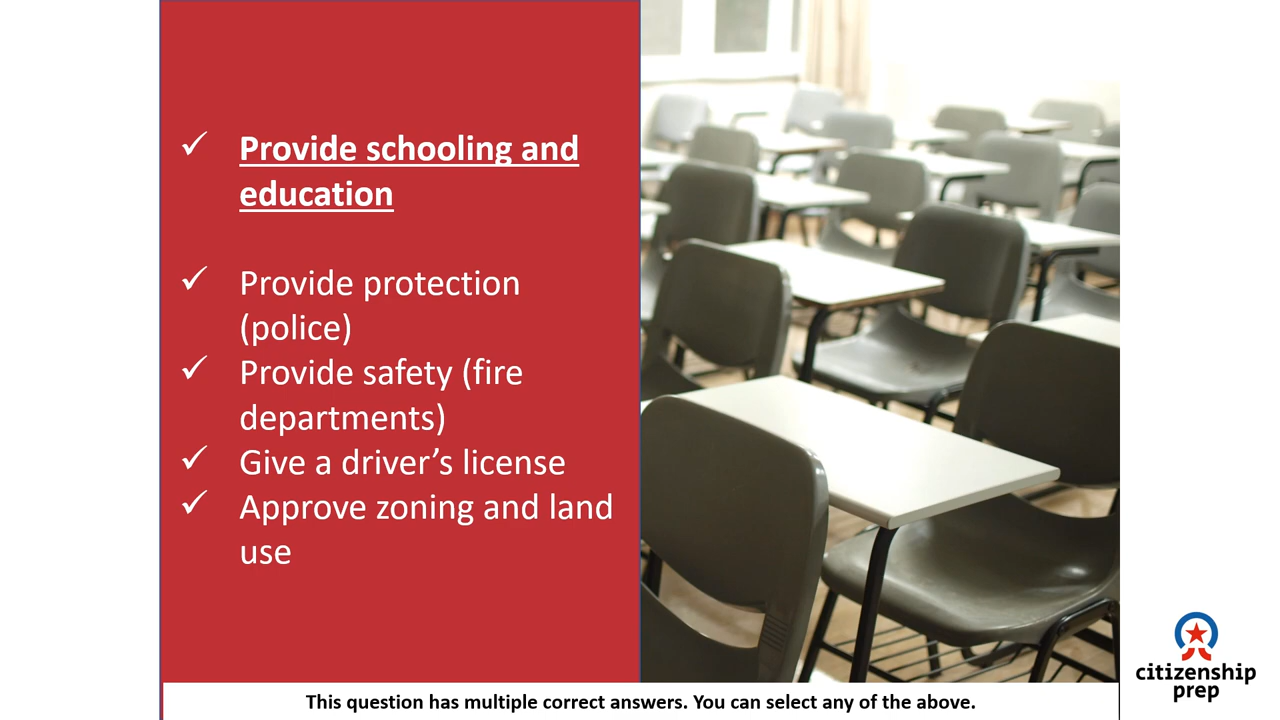 ✓ Provide schooling and
education
✓ Provide protection
(police)
✓ Provide safety (fire
departments)
✓ Give a driver’s license
✓ Approve zoning and land
use
This question has multiple correct answers. You can select any of the above.
citizenship
prep